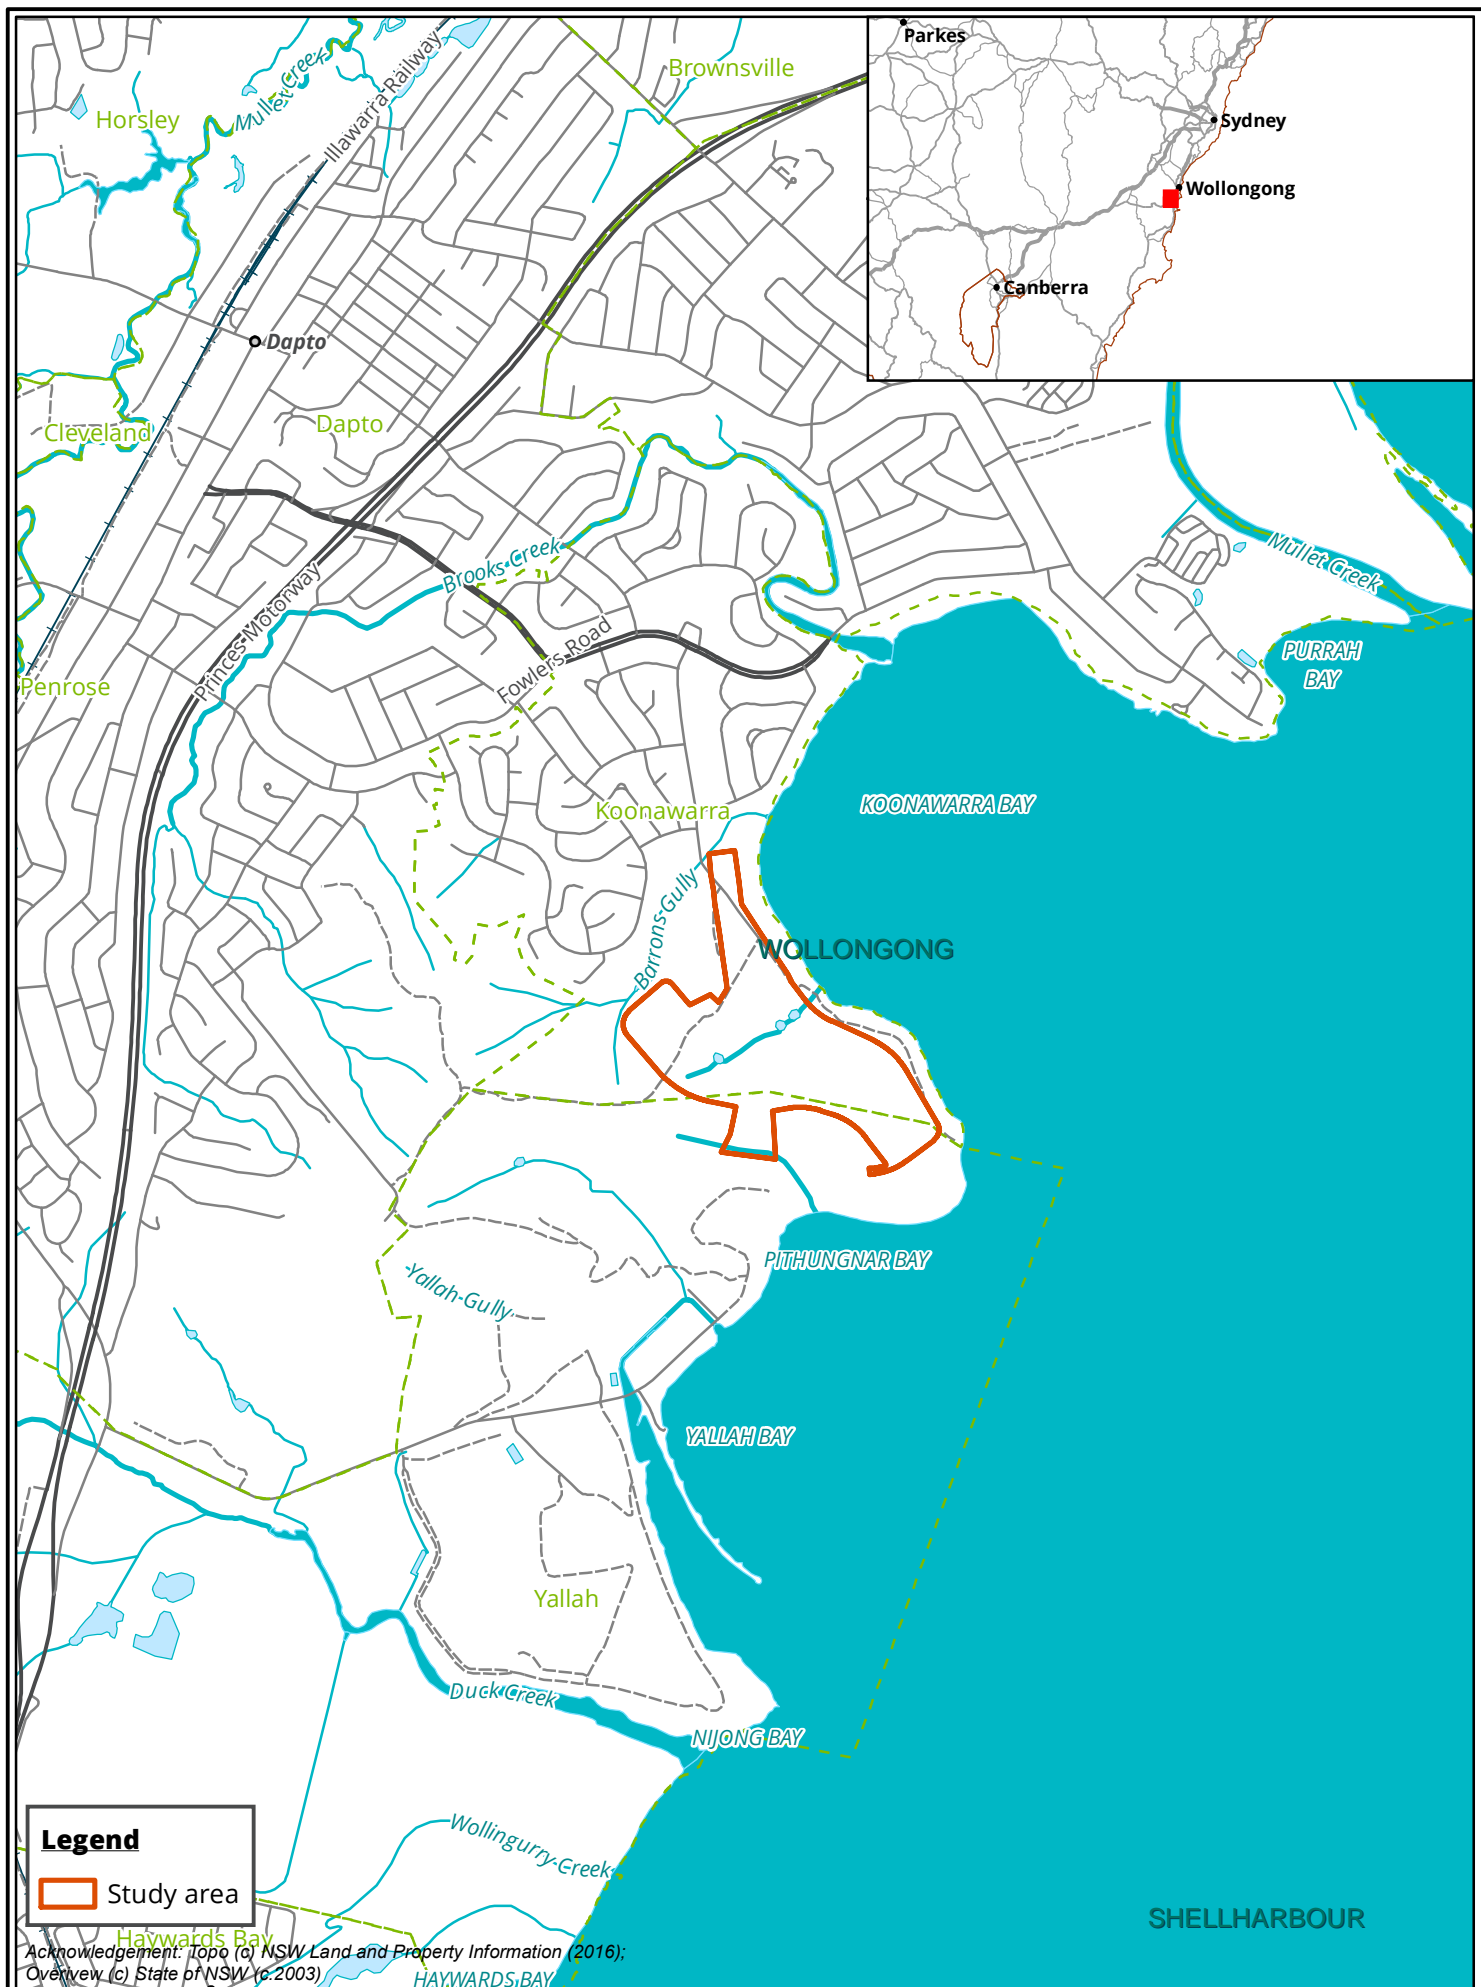 Parkes
Sydney
Wollongong
Canberra
Brownsville
Horsley
Mullet Creek
Illawarra Railway
Dapto
Dapto
Cleveland
Brooks Creek
Mullet Creek
Princes Motorway
Fowlers Road
PURRAH
BAY
Penrose
KOONAWARRA BAY
Koonawarra
Barrons Gully
WOLLONGONG
PITHUNGNAR BAY
Yallah Gully
YALLAH BAY
Yallah
Duck Creek
NIJONG BAY
Wollingurry Creek
SHELLHARBOUR
Legend
Study area
Haywards Bay
Acknowledgement: Topo (c) NSW Land and Property Information (2016);
Overivew (c) State of NSW (c.2003)
HAYWARDS BAY